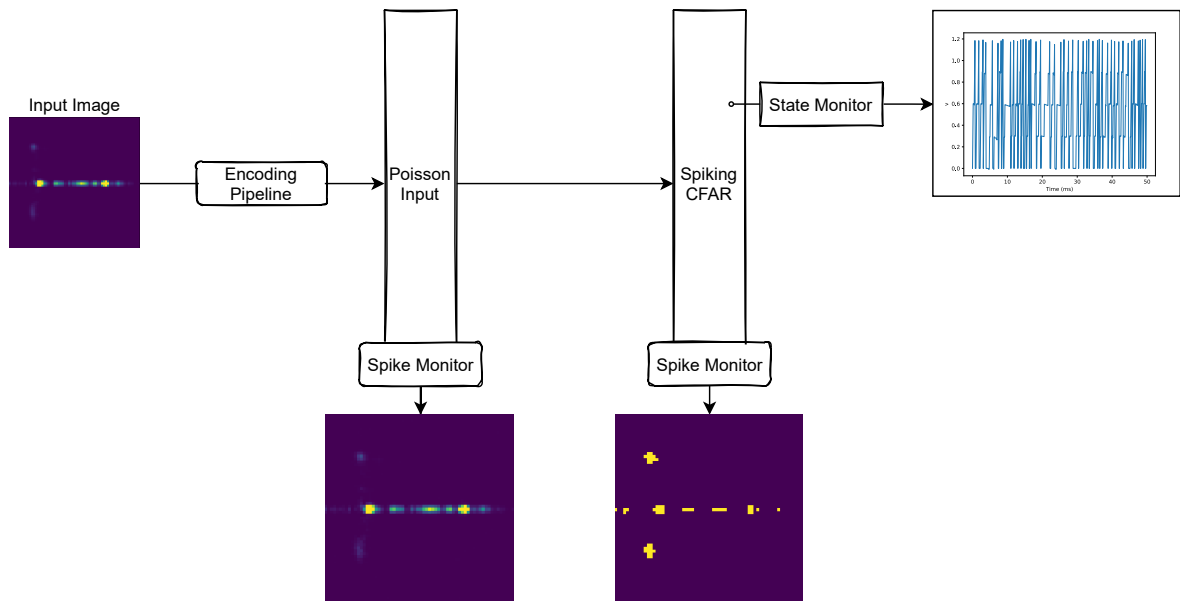 Input Image
Encoding
Pipeline
Poisson
Input
Spiking
CFAR
State Monitor
Spike Monitor
Spike Monitor
1.2
1.0
0.8
0.6
0.4
0.2
0.0
v
0
10
20
30
40
50
Time (ms)